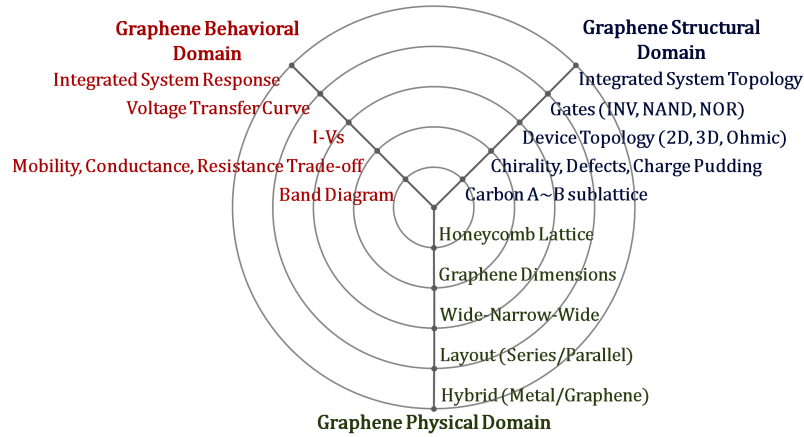 Graphene Behavioral
Domain
Integrated System Response
Voltage Transfer Curve
I-Vs
Mobility, Conductance, Resistance Trade-off
Band Diagram
Graphene Structural
Domain
Integrated System Topology
Gates (INV, NAND, NOR)
Device Topology (2D, 3D, Ohmic)
Chirality, Defects, Charge Pudding
Carbon A~B sublattice
Honeycomb Lattice
Graphene Dimensions
Wide-Narrow-Wide
Layout (Series/Parallel)
Hybrid (Metal/Graphene)
Graphene Physical Domain